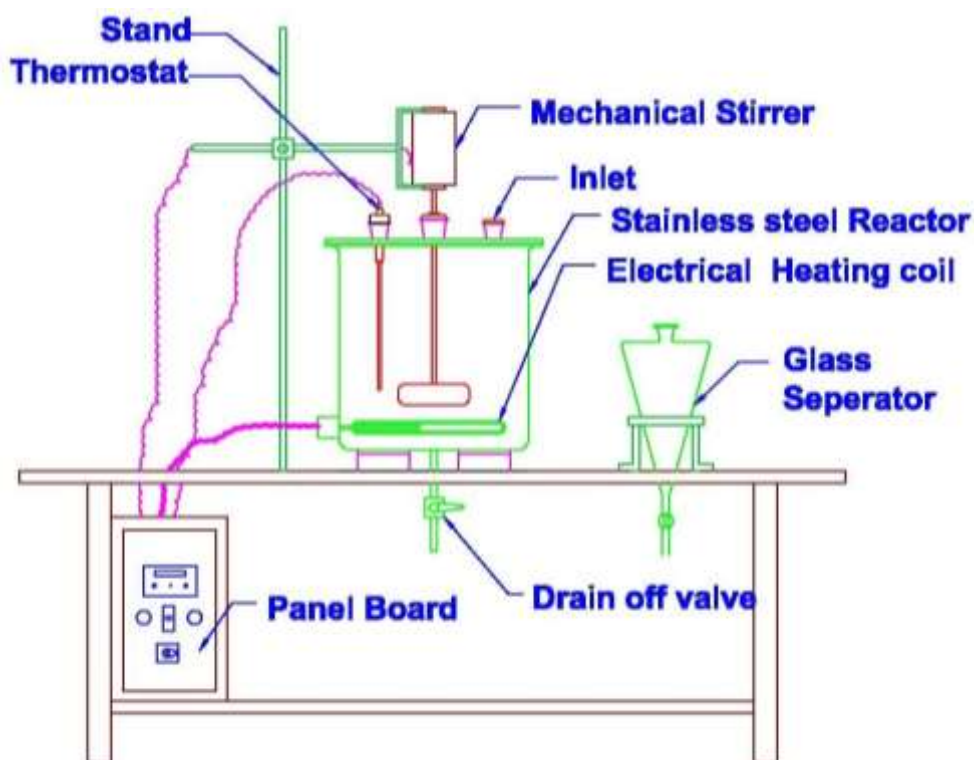 Stand
Thermostat
Mechanical Stirrer
Inlet
Stainless steel Reactor
Electrical Heating coil
Glass
Seperator
Drain off valve
Panel Board